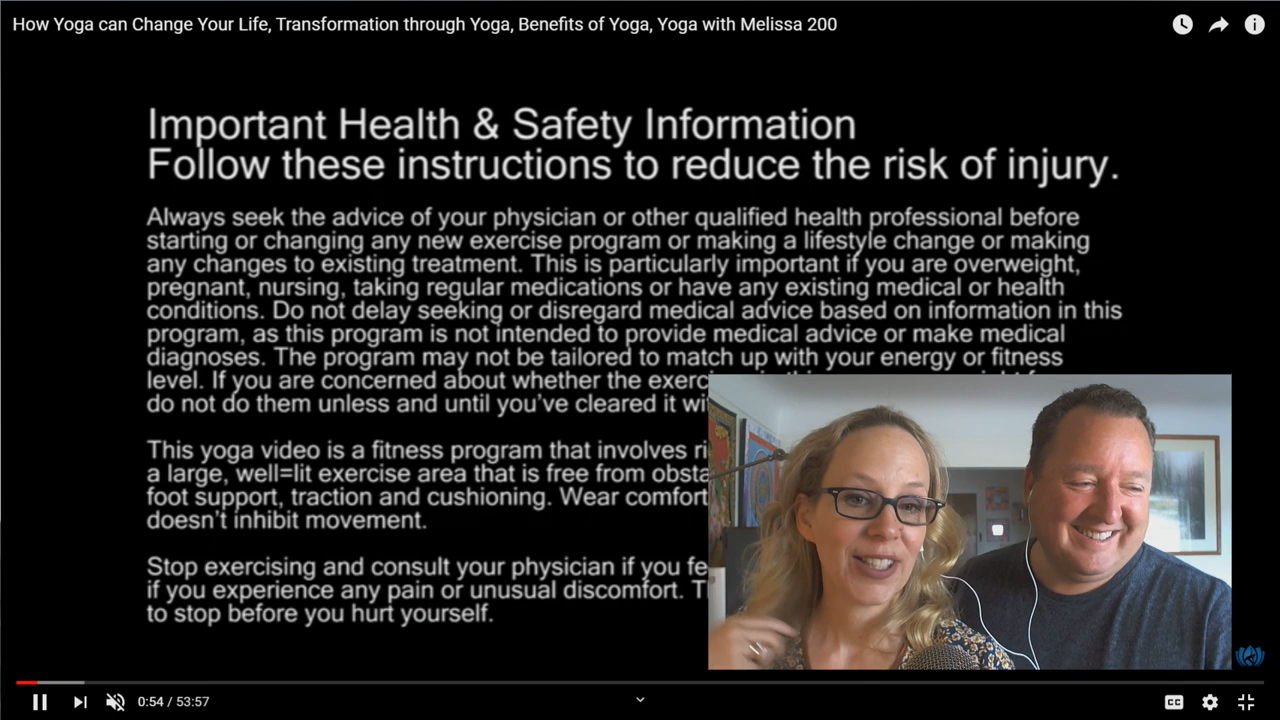 How Yoga can Change Your Life, Transformation through Yoga, Benefits of Yoga, Yoga with Melissa 200
Important Health & Safety Information
Follow these instructions to reduce the risk of injury.
Always seek the advice of your physician or other qualified health professional before
starting or changing any new exercise program or making a lifestyle change or making
any changes to existing treatment. This is particularly important if you are overweight,
pregnant, nursing, taking regular medications or have any existing medical or health
conditions. Do not delay seeking or disregard medical advice based on information in this
program, as this program is not intended to provide medical advice or make medical
diagnoses. The program may not be tailored to match up with your energy or fitness
level. If you are concerned about whether the
do not do them unless and until you've cleared it
This yoga video is a fitness program that involves
a large, well=lit exercise area that is free from
foot support, traction and cushioning. Wear
doesn't inhibit movement.
Stop exercising and consult your physician if you
if you experience any pain or unusual discomfort.
to stop before you hurt yourself.
0:54 / 53:57
CC